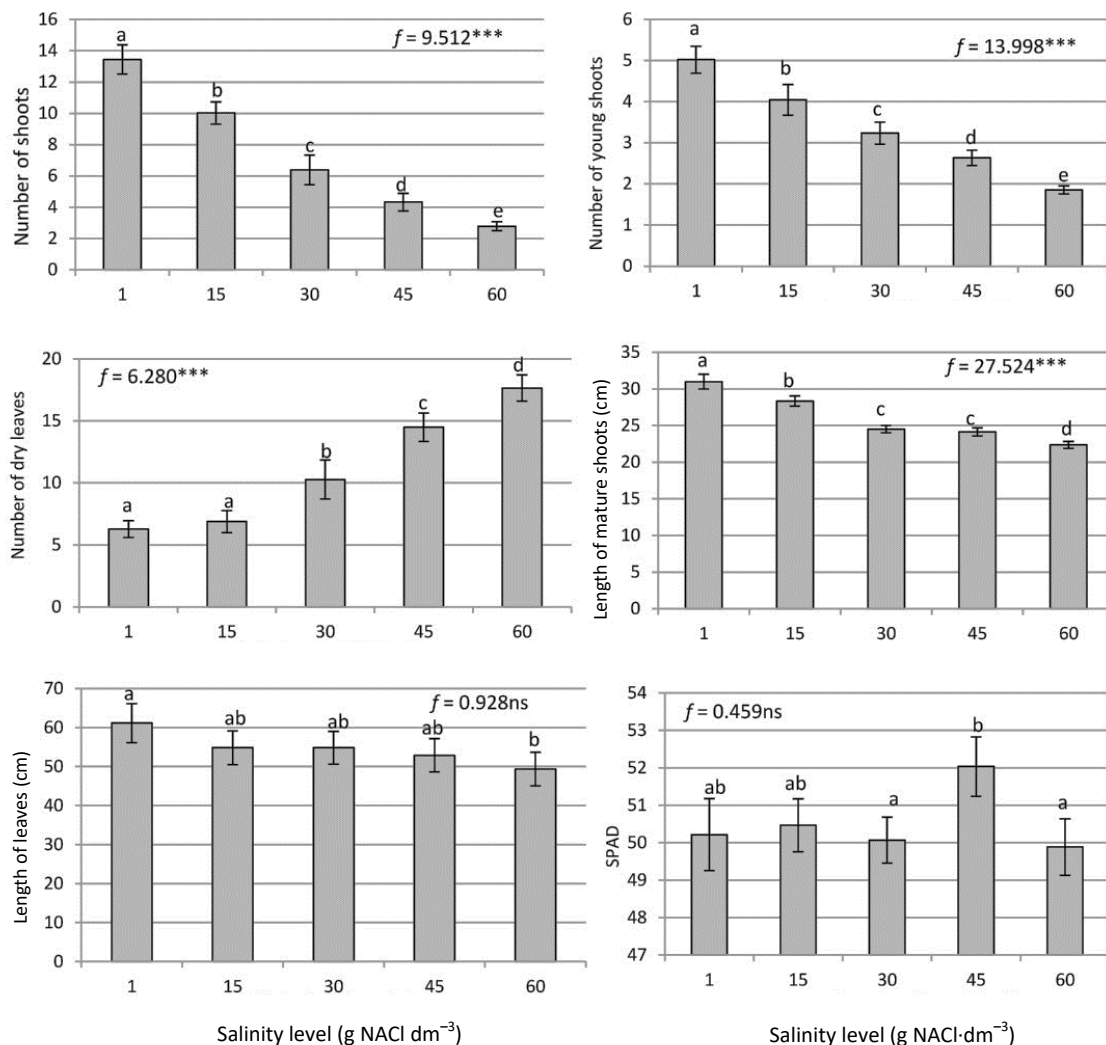 Number of shoots
16
14
12
10
8
6
4
2
0
f = 9.512***
a
b
c
d
e
1 15 30 45 60
Number of young shoots
6
5
4
3
2
1
0
f = 13.998***
a
b
c
d
e
1 15 30 45 60
Number of dry leaves
20
15
10
5
0
f = 6.280***
a
a
b
c
d
1 15 30 45 60
Length of mature shoots (cm)
35
30
25
20
15
10
5
0
f = 27.524***
a
b
c
c
d
1 15 30 45 60
Length of leaves (cm)
70
60
50
40
30
20
10
0
f = 0.928ns
a
ab
ab
ab
b
1 15 30 45 60
Salinity level (g NACl dm⁻³)
SPAD
54
53
52
51
50
49
48
47
f = 0.459ns
ab
ab
a
b
a
1 15 30 45 60
Salinity level (g NACl·dm⁻³)